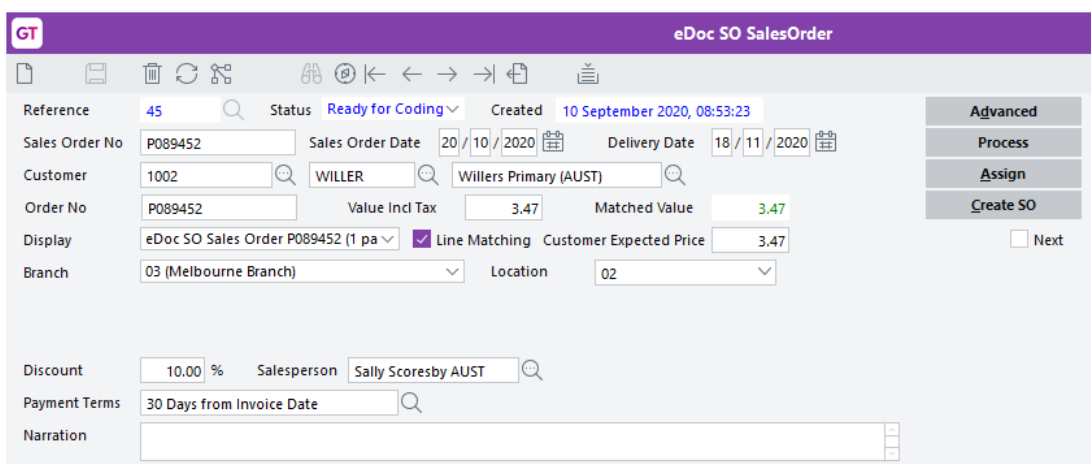 GT eDoc SO SalesOrder
Reference 45 Status Ready for Coding Created 10 September 2020, 08:53:23 Advanced
Sales Order No P089452 Sales Order Date 20 / 10 / 2020 Delivery Date 18 / 11 / 2020 Process
Customer 1002 WILLER Willers Primary (AUST) Assign
Order No P089452 Value Incl Tax 3.47 Matched Value 3.47 Create SO
Display eDoc SO Sales Order P089452 (1 pa Line Matching Customer Expected Price 3.47 Next
Branch 03 (Melbourne Branch) Location 02
Discount 10.00 % Salesperson Sally Scoresby AUST
Payment Terms 30 Days from Invoice Date
Narration